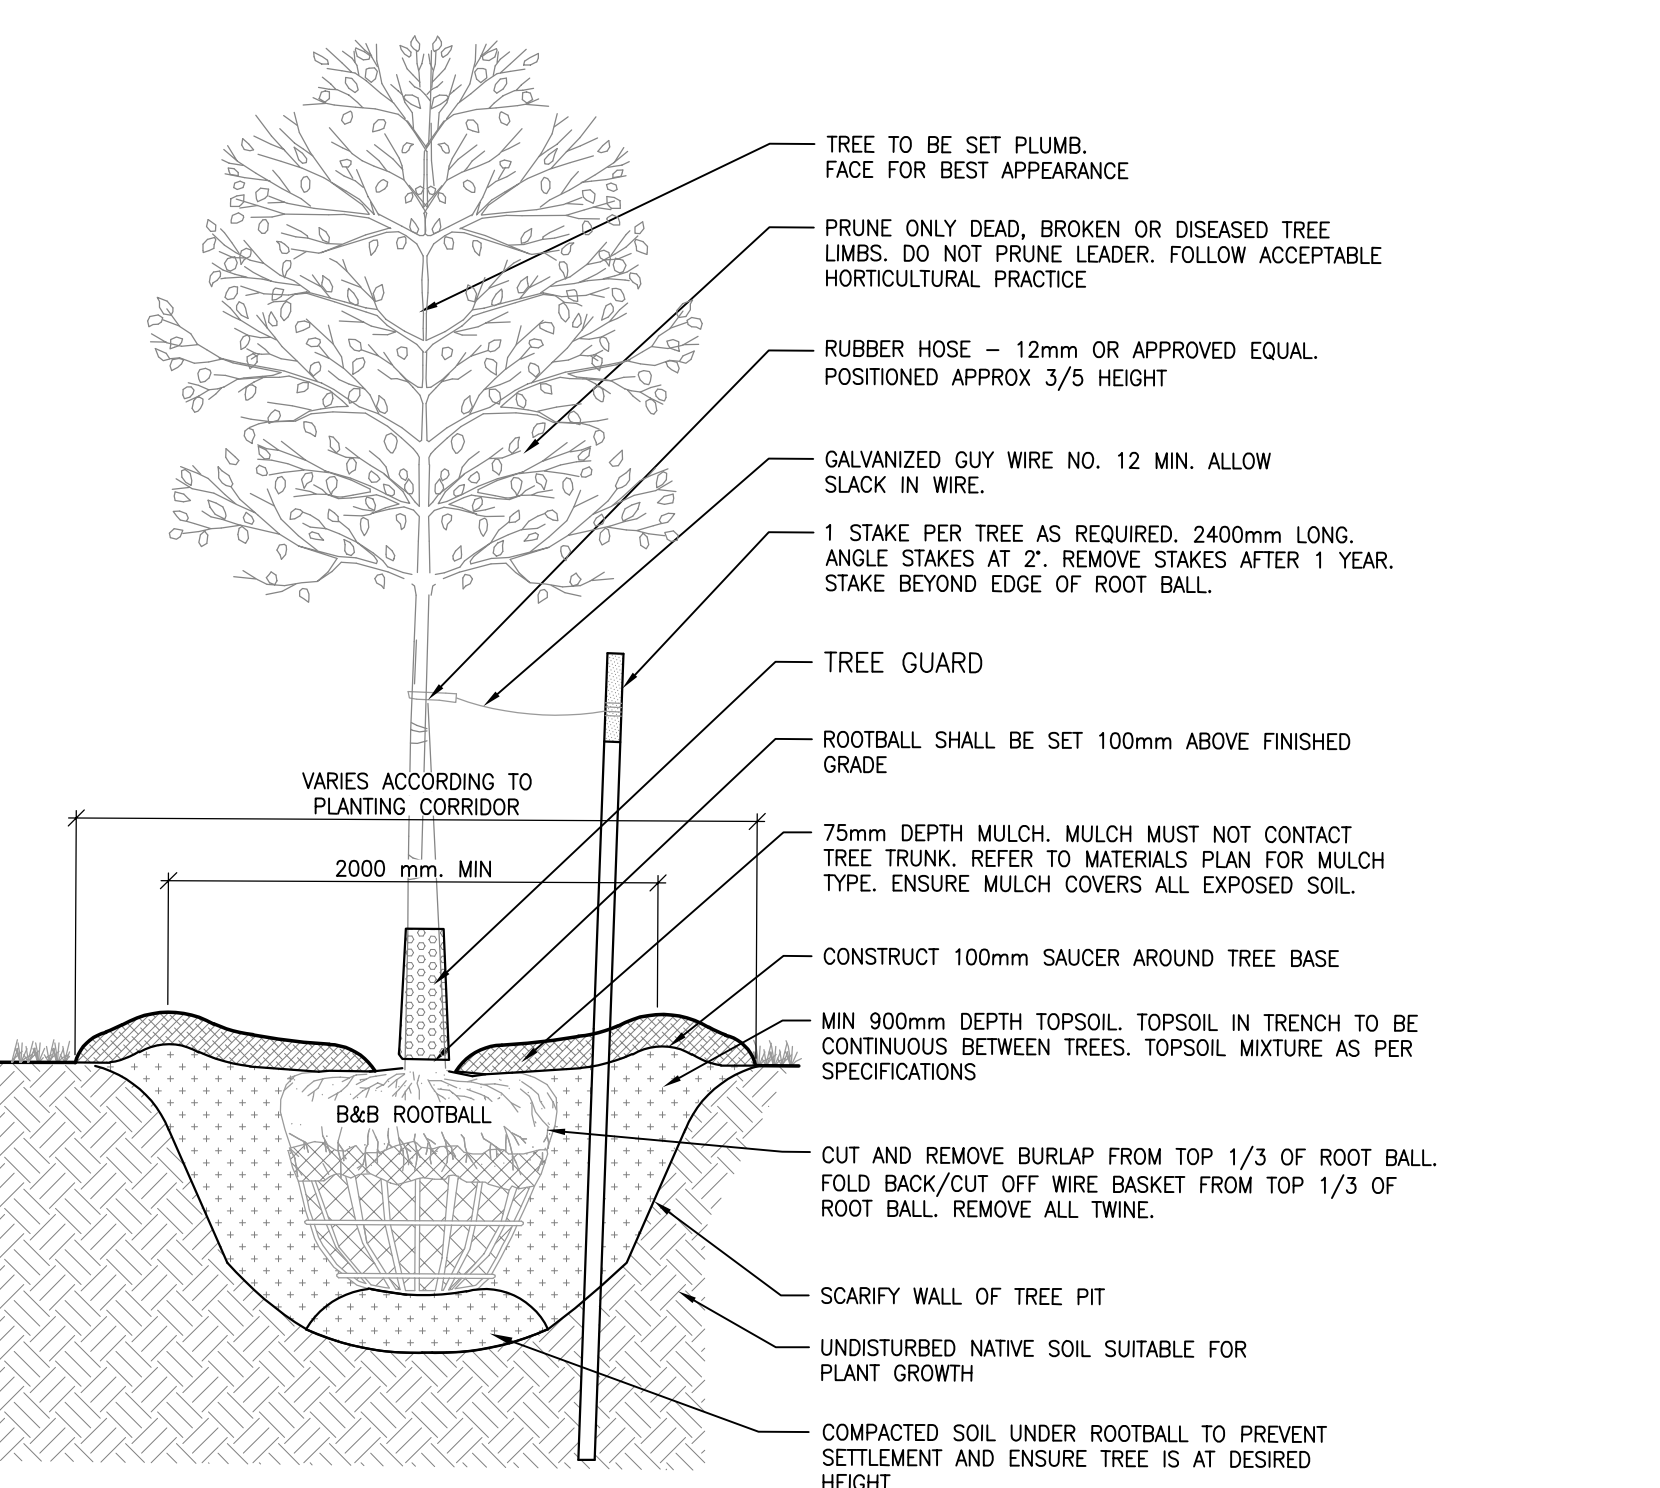 TREE TO BE SET PLUMB.
FACE FOR BEST APPEARANCE
PRUNE ONLY DEAD, BROKEN OR DISEASED TREE
LIMBS. DO NOT PRUNE LEADER. FOLLOW ACCEPTABLE
HORTICULTURAL PRACTICE
RUBBER HOSE – 12mm OR APPROVED EQUAL.
POSITIONED APPROX 3/5 HEIGHT
GALVANIZED GUY WIRE NO. 12 MIN. ALLOW
SLACK IN WIRE.
1 STAKE PER TREE AS REQUIRED. 2400mm LONG.
ANGLE STAKES AT 2°. REMOVE STAKES AFTER 1 YEAR.
STAKE BEYOND EDGE OF ROOT BALL.
TREE GUARD
ROOTBALL SHALL BE SET 100mm ABOVE FINISHED
GRADE
VARIES ACCORDING TO
PLANTING CORRIDOR
2000 mm. MIN
75mm DEPTH MULCH. MULCH MUST NOT CONTACT
TREE TRUNK. REFER TO MATERIALS PLAN FOR MULCH
TYPE. ENSURE MULCH COVERS ALL EXPOSED SOIL.
CONSTRUCT 100mm SAUCER AROUND TREE BASE
MIN 900mm DEPTH TOPSOIL. TOPSOIL IN TRENCH TO BE
CONTINUOUS BETWEEN TREES. TOPSOIL MIXTURE AS PER
SPECIFICATIONS
B&B ROOTBALL
CUT AND REMOVE BURLAP FROM TOP 1/3 OF ROOT BALL.
FOLD BACK/CUT OFF WIRE BASKET FROM TOP 1/3 OF
ROOT BALL. REMOVE ALL TWINE.
SCARIFY WALL OF TREE PIT
UNDISTURBED NATIVE SOIL SUITABLE FOR
PLANT GROWTH
COMPACTED SOIL UNDER ROOTBALL TO PREVENT
SETTLEMENT AND ENSURE TREE IS AT DESIRED
HEIGHT